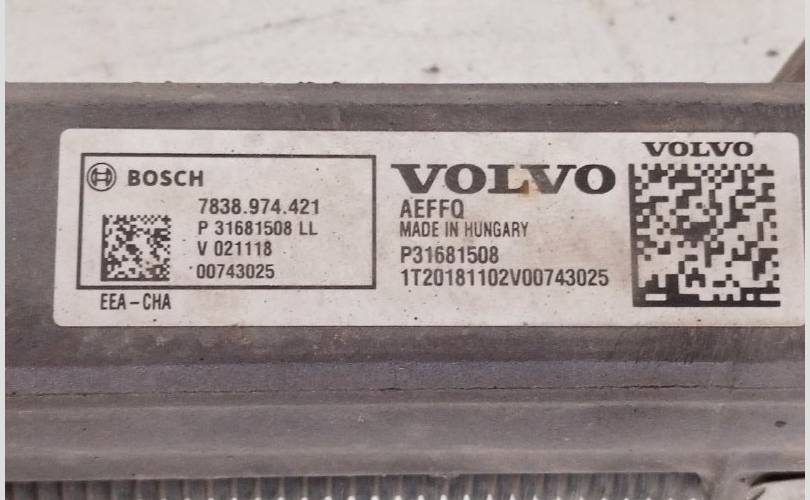 BOSCH
7838.974.421
P 31681508 LL
V 021118
00743025
EEA-CHA
VOLVO
AEFFQ
MADE IN HUNGARY
P31681508
1T20181102V00743025
VOLVO